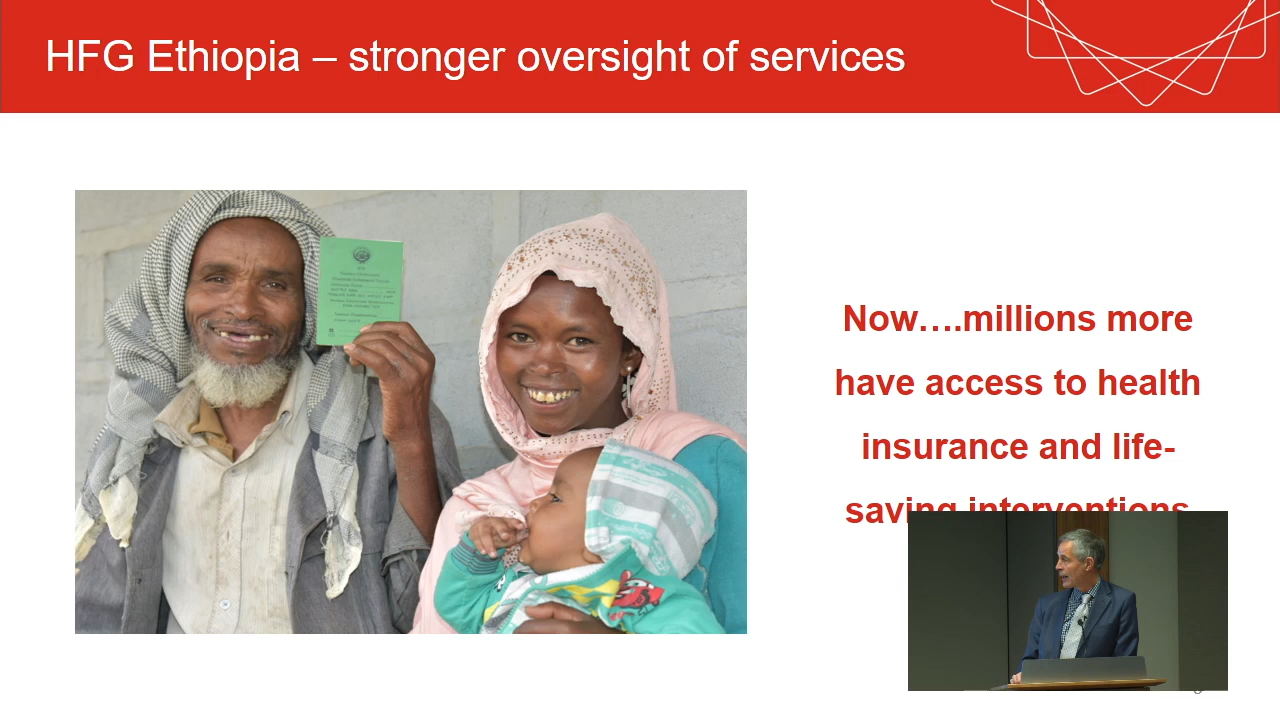 HFG Ethiopia – stronger oversight of services
Now….millions more
have access to health
insurance and life-
saving interventions